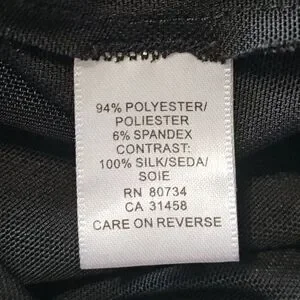 94% POLYESTER/
POLIESTER
6% SPANDEX
CONTRAST:
100% SILK/SEDA/
SOIE
RN 80734
CA 31458
CARE ON REVERSE